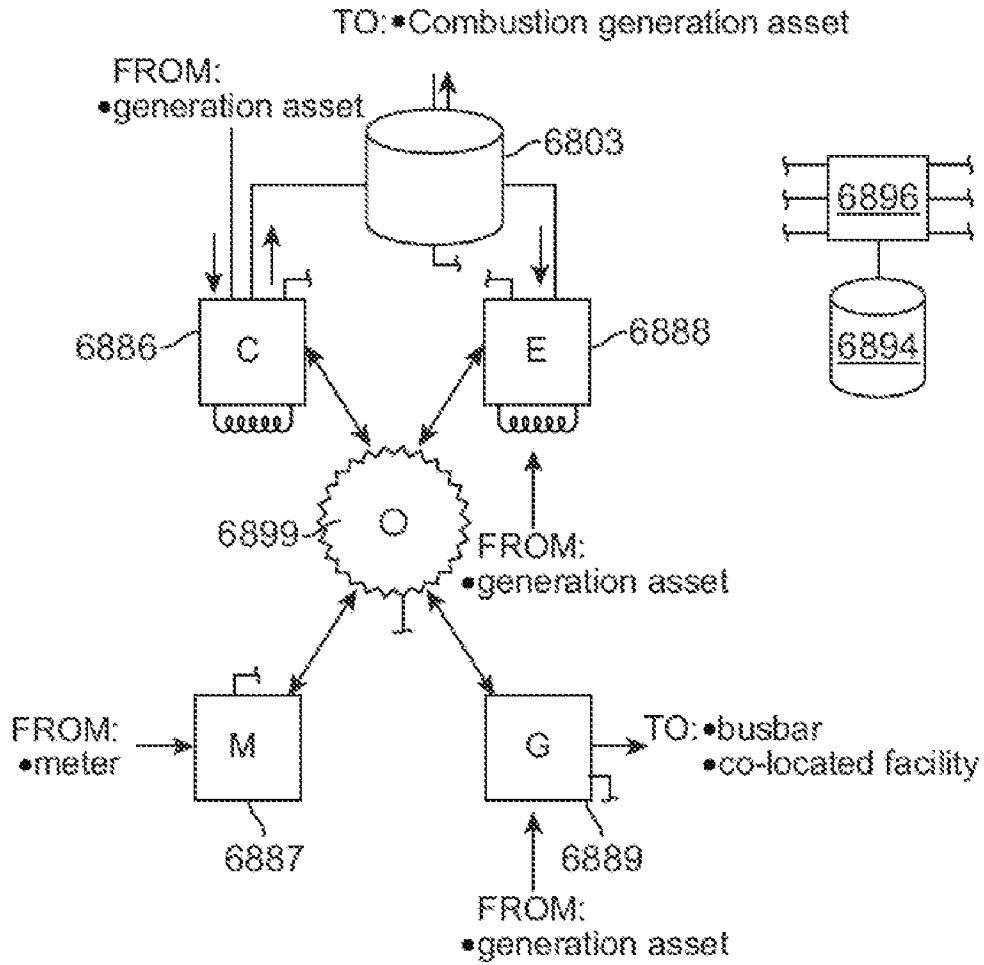 TO: •Combustion generation asset
FROM:
•generation asset
6803
6896
6886
C
E
6888
6894
6899
O
FROM:
•generation asset
FROM:
•meter
M
G
TO: •busbar
•co-located facility
6887
6889
FROM:
•generation asset